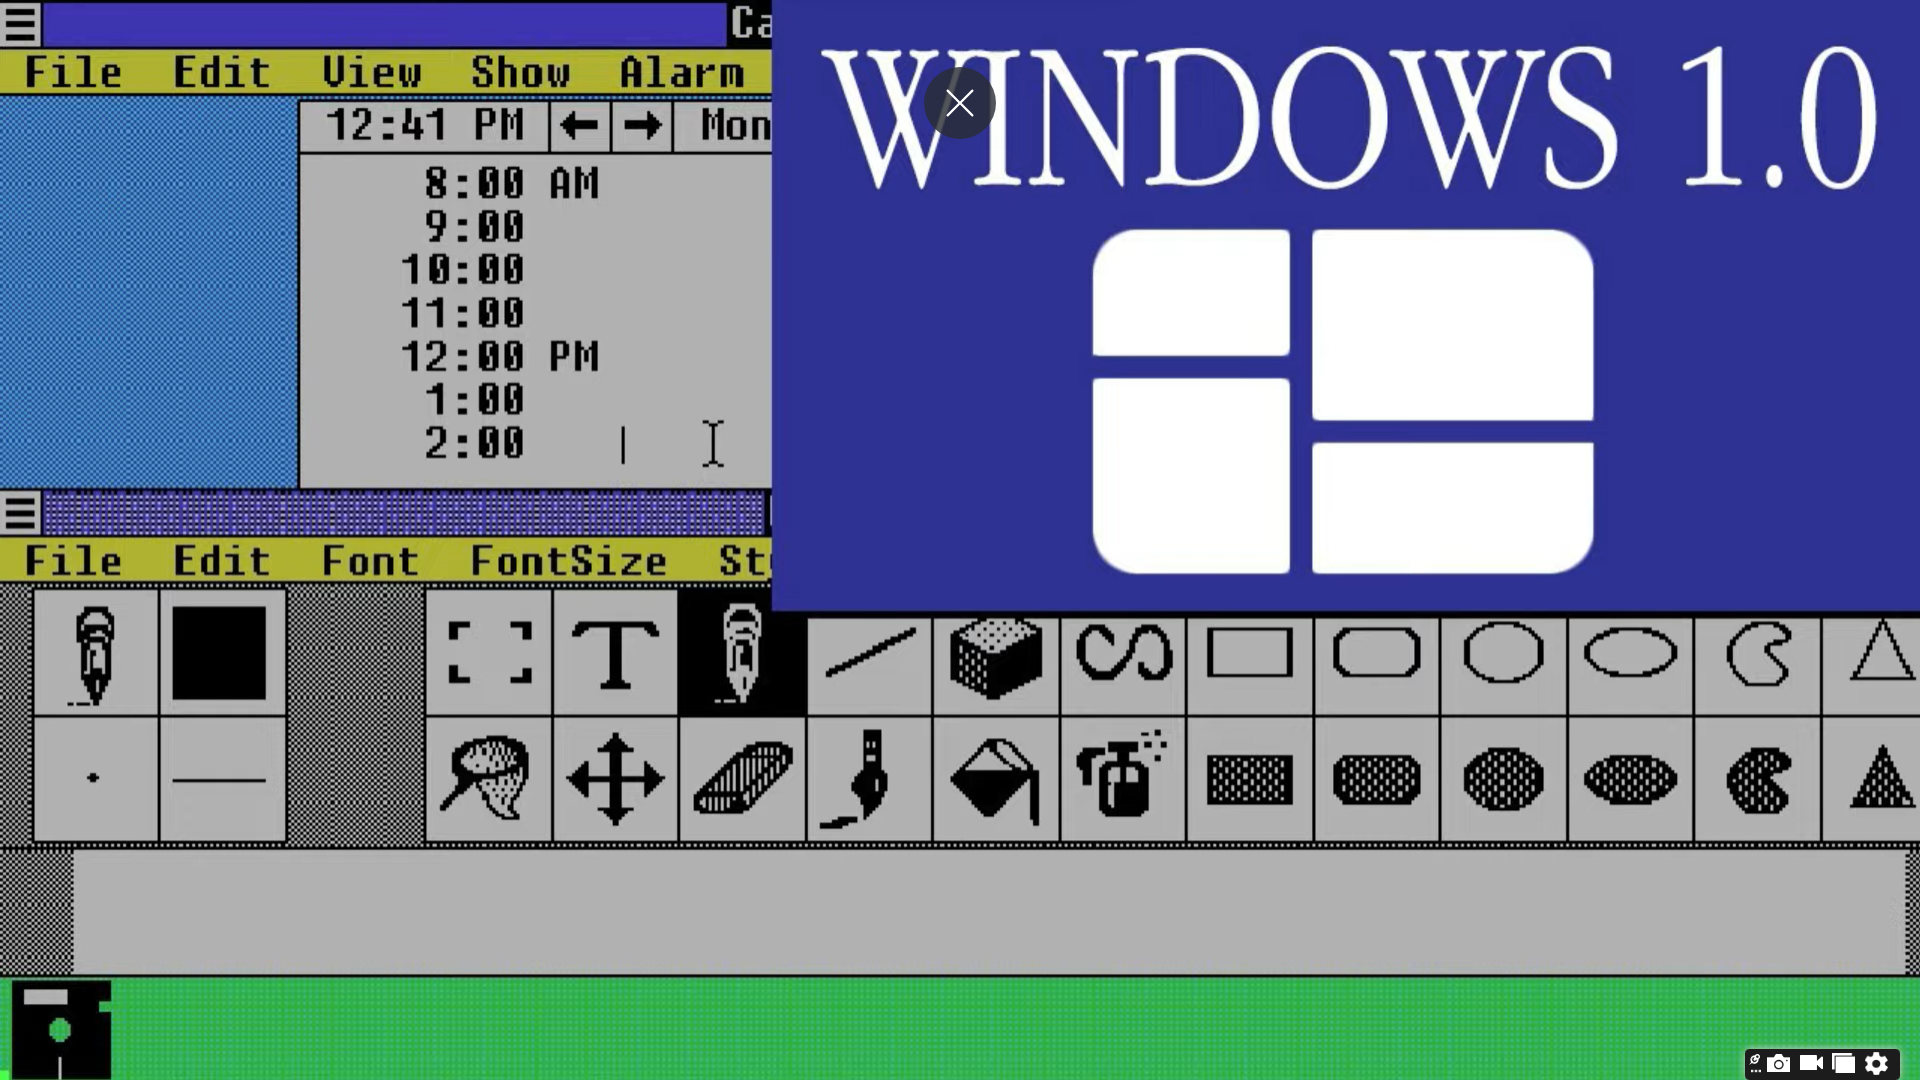 Ca
File Edit View Show Alarm
12:41 PM ← → Mon
8:00 AM
9:00
10:00
11:00
12:00 PM
1:00
2:00
WINDOWS 1.0
File Edit Font FontSize St
T